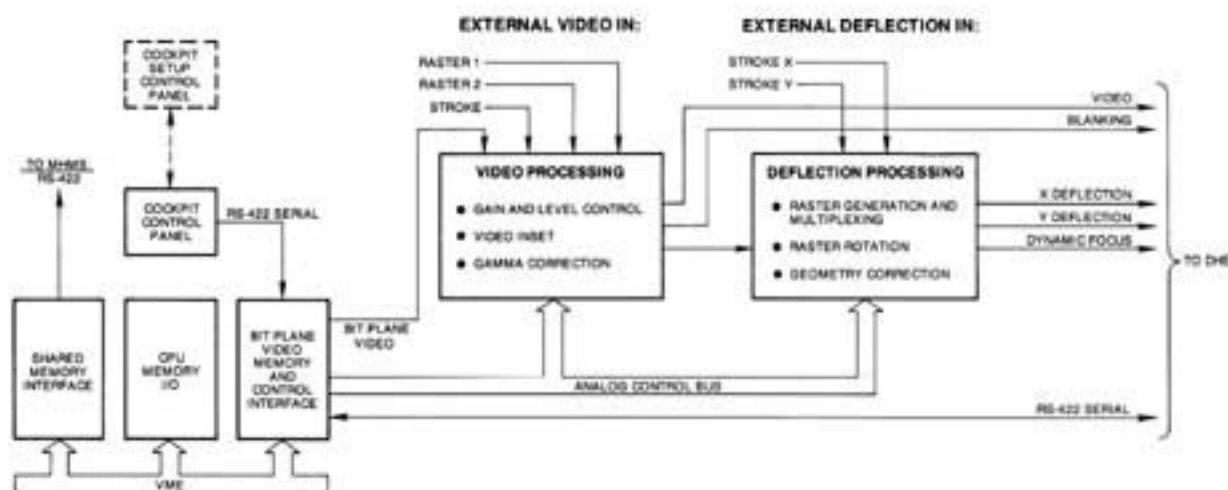 EXTERNAL VIDEO IN:
EXTERNAL DEFLECTION IN:
COCKPIT
SETUP
CONTROL
PANEL
RASTER 1
RASTER 2
STROKE
STROKE X
STROKE Y
VIDEO
BLANKING
TO MHMS
RS-422
COCKPIT
CONTROL
PANEL
RS-422 SERIAL
VIDEO PROCESSING
● GAIN AND LEVEL CONTROL
● VIDEO INSET
● GAMMA CORRECTION
DEFLECTION PROCESSING
● RASTER GENERATION AND
MULTIPLEXING
● RASTER ROTATION
● GEOMETRY CORRECTION
X DEFLECTION
Y DEFLECTION
DYNAMIC FOCUS
TO DHE
SHARED
MEMORY
INTERFACE
CPU
MEMORY
I/O
BIT PLANE
VIDEO
MEMORY
AND
CONTROL
INTERFACE
BIT PLANE
VIDEO
ANALOG CONTROL BUS
RS-422 SERIAL
VME